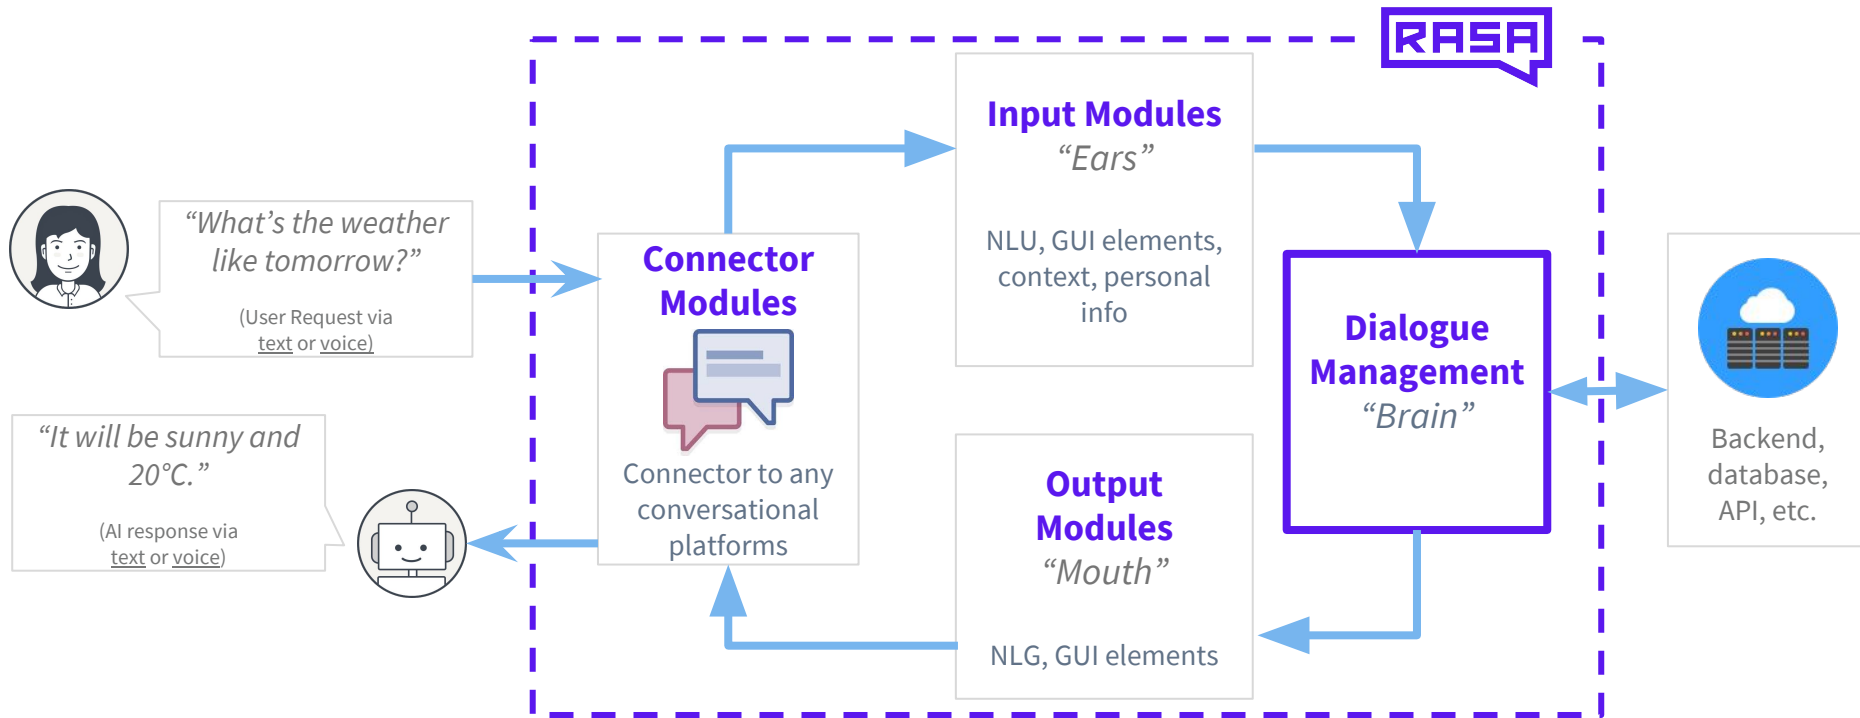 RASA
“What’s the weather
like tomorrow?”
(User Request via
text or voice)
“It will be sunny and
20°C.”
(AI response via
text or voice)
Connector
Modules
Connector to any
conversational
platforms
Input Modules
“Ears”
NLU, GUI elements,
context, personal
info
Dialogue
Management
“Brain”
Output
Modules
“Mouth”
NLG, GUI elements
Backend,
database,
API, etc.